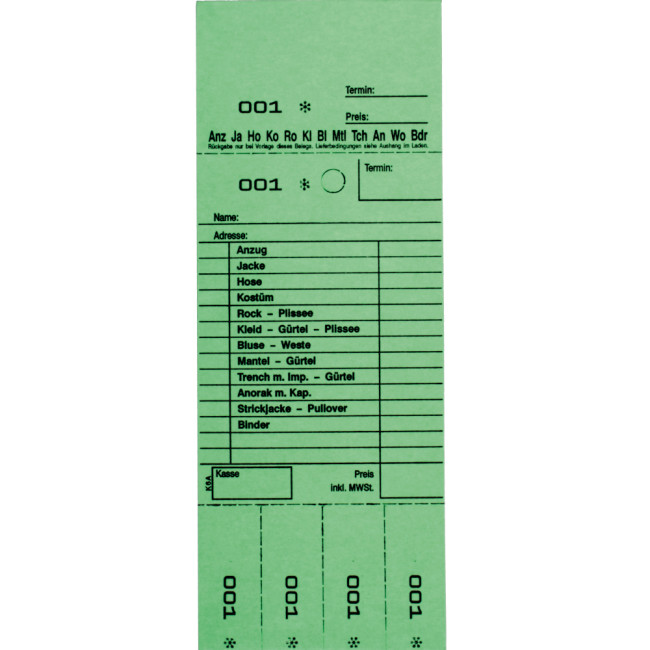 Termin:
001 *
Preis:
Anz Ja Ho Ko Ro Kl Bl Mtl Tch An Wo Bdr
Rückgabe nur bei Vorlage dieses Belegs. Lieferbedingungen siehe Aushang im Laden.
001 *
Termin:
Name:
Adresse:
Anzug
Jacke
Hose
Kostüm
Rock – Plissee
Kleid – Gürtel – Plissee
Bluse – Weste
Mantel – Gürtel
Trench m. Imp. – Gürtel
Anorak m. Kap.
Strickjacke – Pullover
Binder
K6A
Kasse
Preis
inkl. MWSt.
001 *
001 *
001 *
001 *